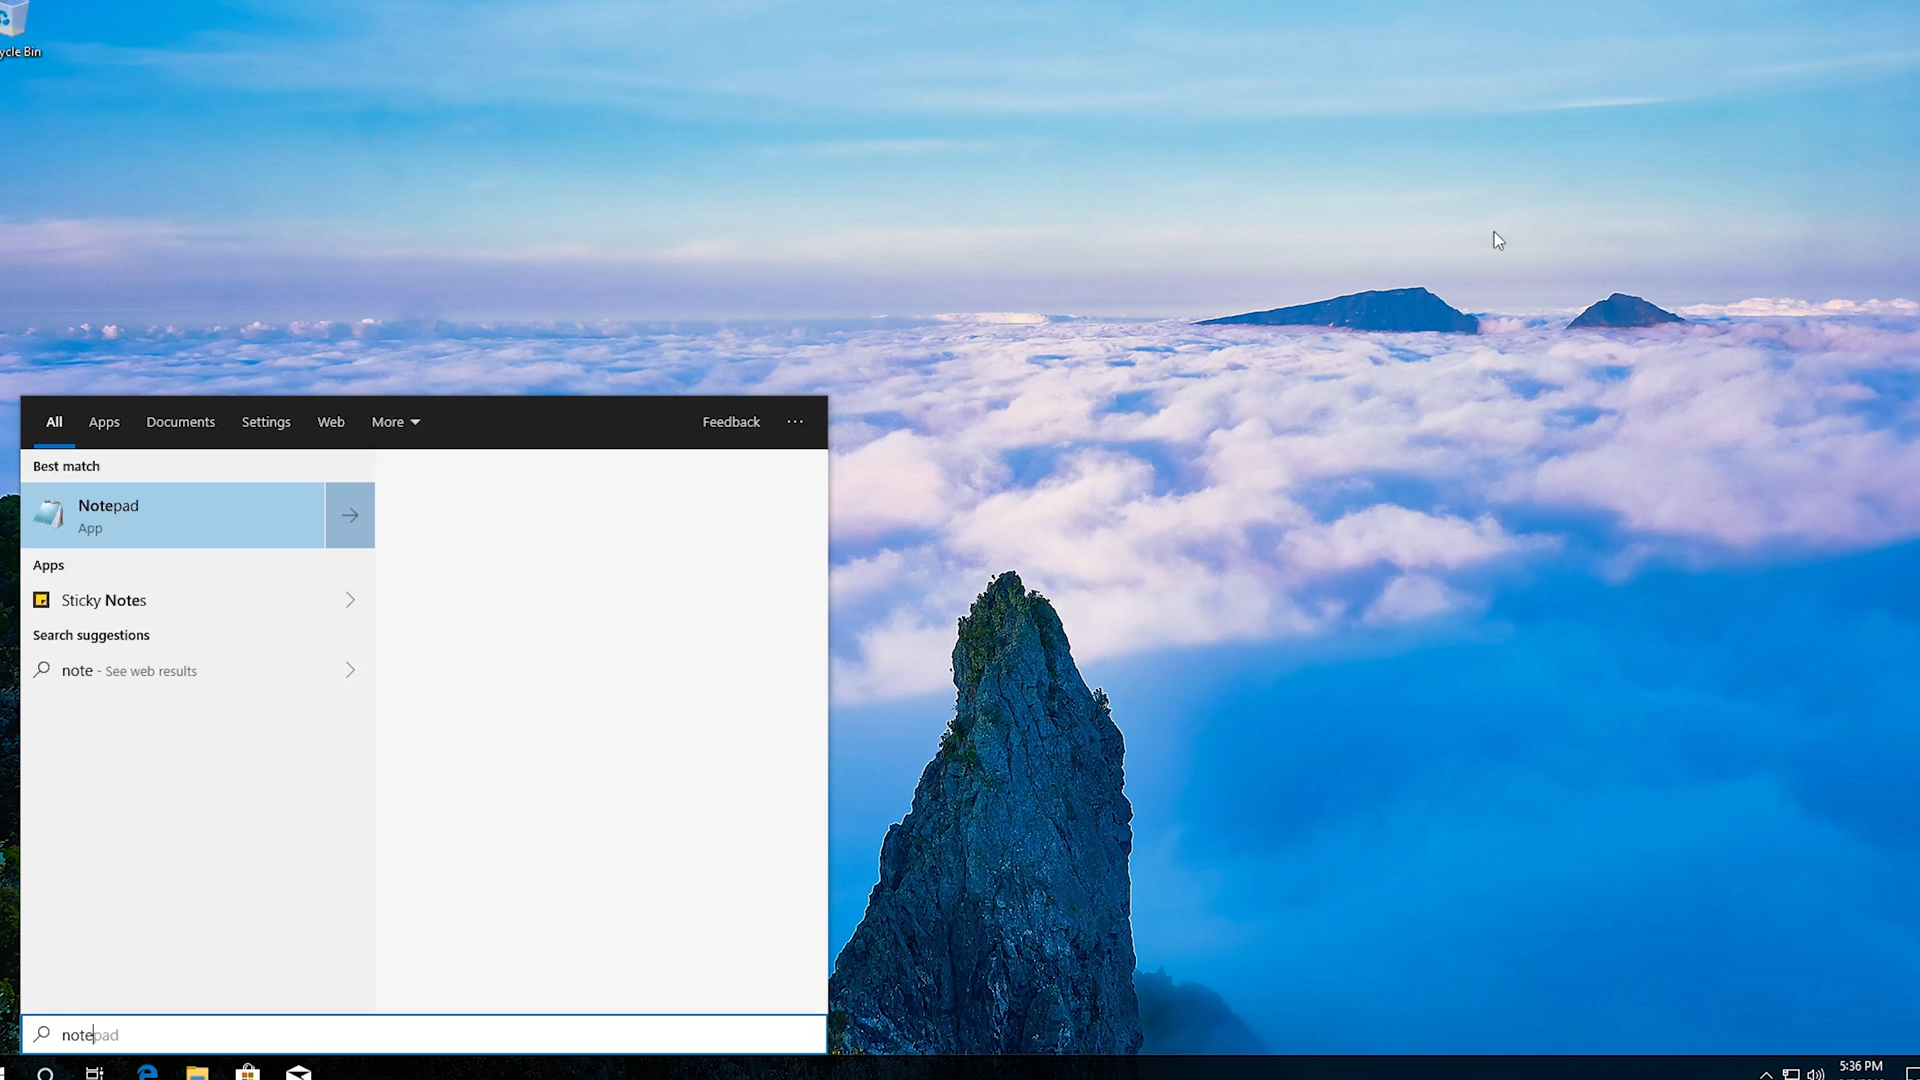 ycle Bin
All Apps Documents Settings Web More Feedback ...
Best match
Notepad
App
Apps
Sticky Notes
Search suggestions
note - See web results
notepad
5:36 PM